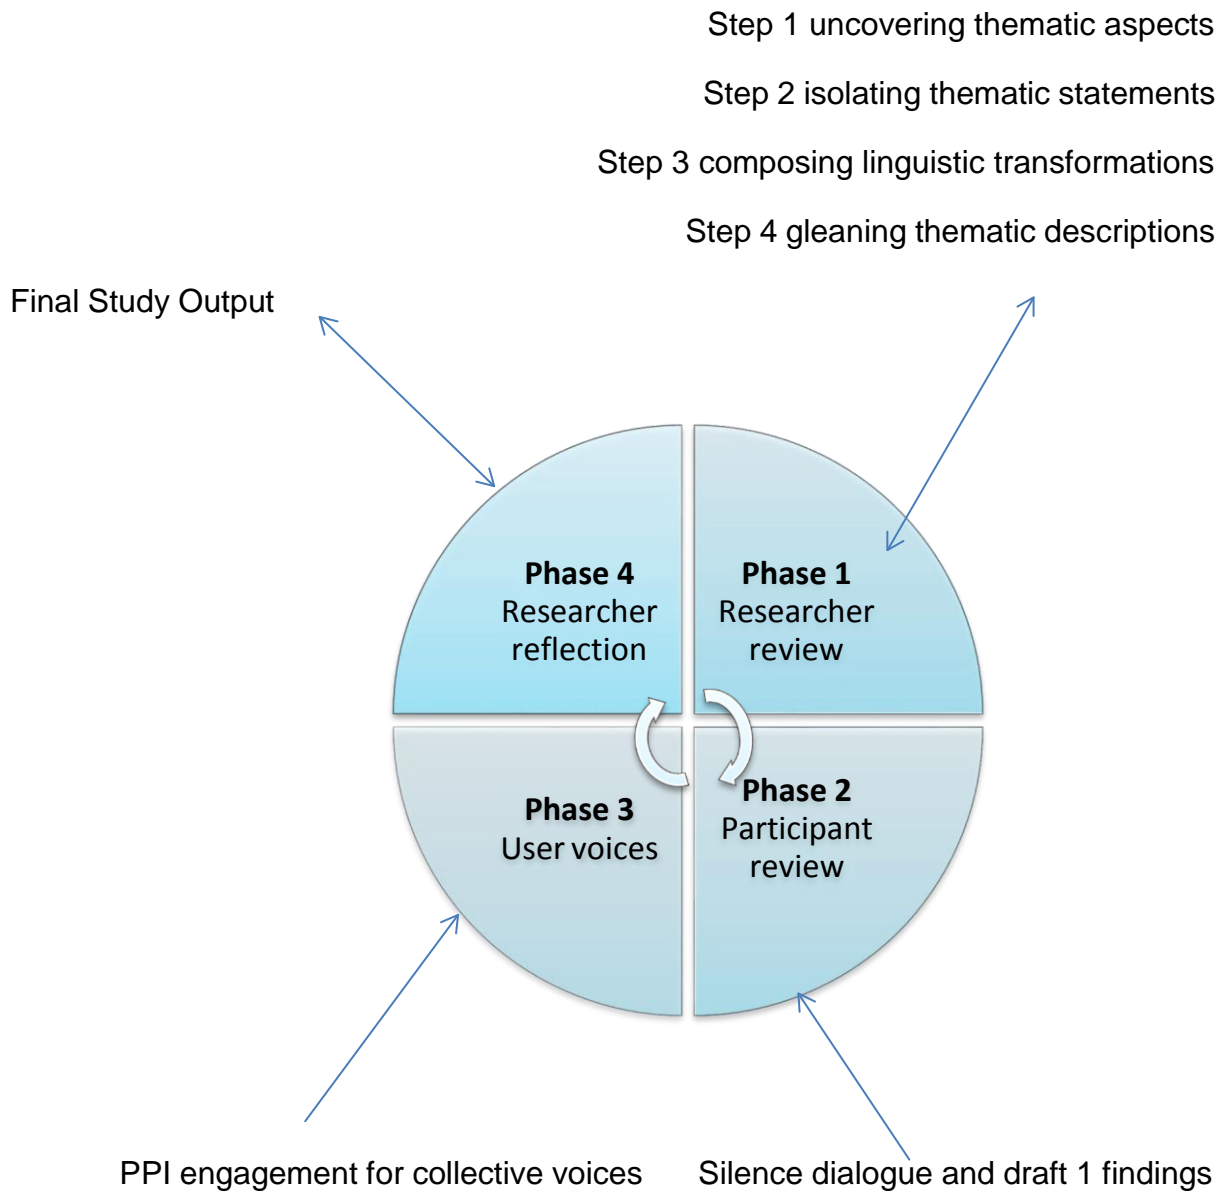 Step 1 uncovering thematic aspects
Step 2 isolating thematic statements
Step 3 composing linguistic transformations
Step 4 gleaning thematic descriptions
Final Study Output
Phase 4
Researcher
reflection
Phase 1
Researcher
review
Phase 3
User voices
Phase 2
Participant
review
PPI engagement for collective voices
Silence dialogue and draft 1 findings